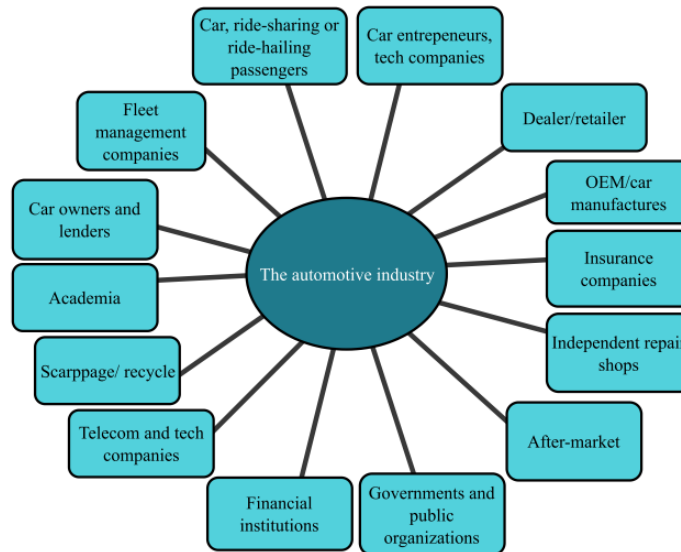 Car, ride-sharing or
ride-hailing
passengers
Car entrepeneurs,
tech companies
Fleet
management
companies
Dealer/retailer
OEM/car
manufactures
Car owners and
lenders
The automotive industry
Insurance
companies
Academia
Independent repair
shops
Scarppage/ recycle
Telecom and tech
companies
After-market
Financial
institutions
Governments and
public
organizations